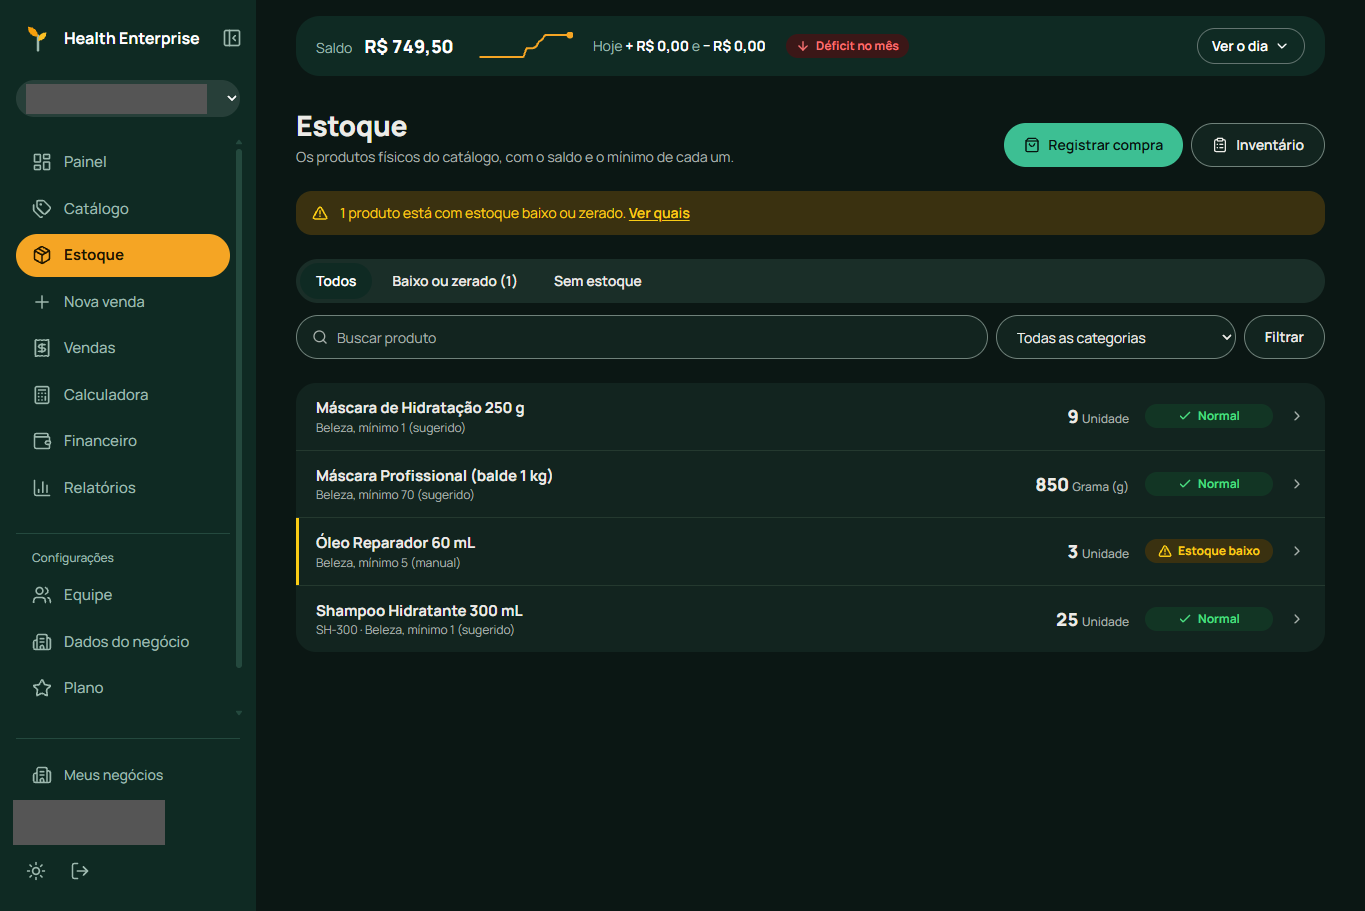 Health Enterprise
Painel
Catálogo
Estoque
Nova venda
Vendas
Calculadora
Financeiro
Relatórios
Configurações
Equipe
Dados do negócio
Plano
Meus negócios
Saldo R$ 749,50 Hoje + R$ 0,00 e − R$ 0,00 Déficit no mês Ver o dia
Estoque
Os produtos físicos do catálogo, com o saldo e o mínimo de cada um.
Registrar compra Inventário
1 produto está com estoque baixo ou zerado. Ver quais
Todos Baixo ou zerado (1) Sem estoque
Buscar produto Todas as categorias Filtrar
Máscara de Hidratação 250 g
Beleza, mínimo 1 (sugerido)
9 Unidade Normal
Máscara Profissional (balde 1 kg)
Beleza, mínimo 70 (sugerido)
850 Grama (g) Normal
Óleo Reparador 60 mL
Beleza, mínimo 5 (manual)
3 Unidade Estoque baixo
Shampoo Hidratante 300 mL
SH-300 · Beleza, mínimo 1 (sugerido)
25 Unidade Normal